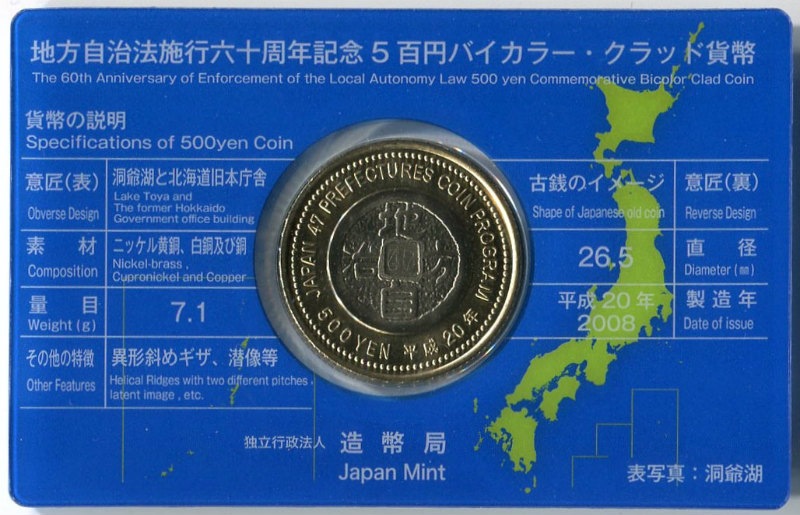 地方自治法施行六十周年記念5百円バイカラー・クラッド貨幣
The 60th Anniversary of Enforcement of the Local Autonomy Law 500 yen Commemorative Bicolor Clad Coin
貨幣の説明
Specifications of 500yen Coin
意匠(表)
Obverse Design
洞爺湖と北海道旧本庁舎
Lake Toya and
The former Hokkaido
Government office building
素 材
Composition
ニッケル黄銅、白銅及び銅
Nickel-brass ,
Cupronickel and Copper
量 目
Weight (g)
7.1
その他の特徴
Other Features
異形斜めギザ、潜像等
Helical Ridges with two different pitches ,
latent image , etc.
JAPAN 47 PREFECTURES COIN PROGRAM
地方自治
500YEN 平成20年
古銭のイメージ
Shape of Japanese old coin
意匠(裏)
Reverse Design
26.5
直 径
Diameter (㎜)
平成20年
2008
製造年
Date of issue
独立行政法人 造幣局
Japan Mint
表写真:洞爺湖